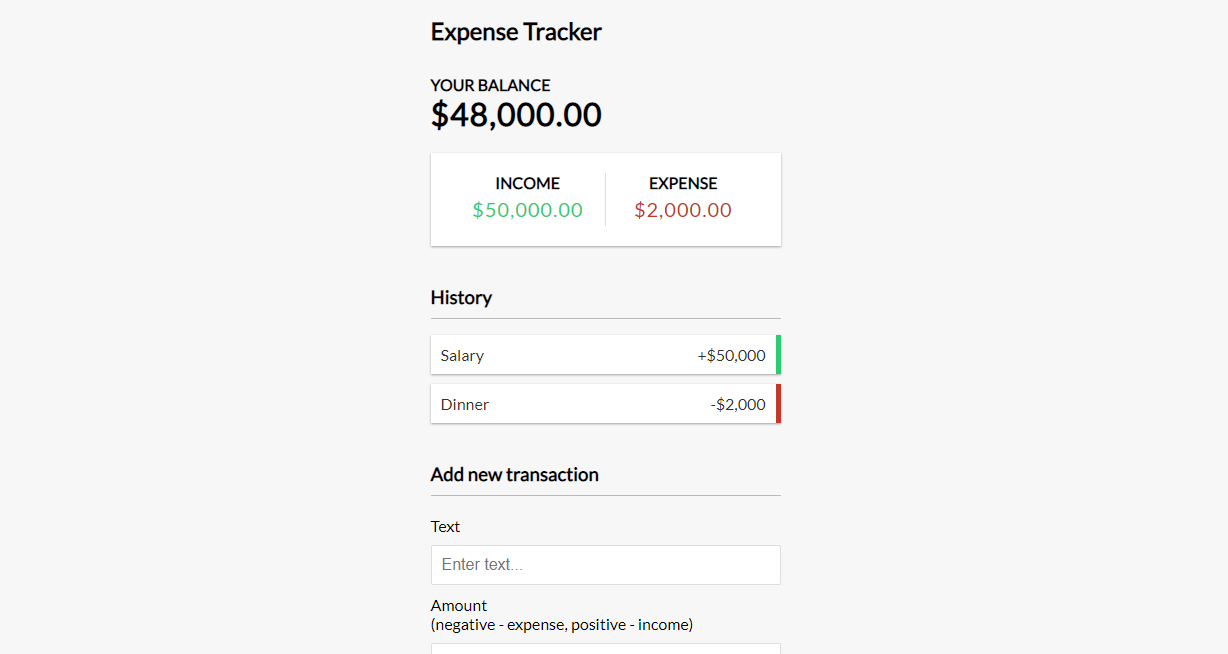 Expense Tracker
YOUR BALANCE
$48,000.00
INCOME EXPENSE
$50,000.00 $2,000.00
History
Salary +$50,000
Dinner -$2,000
Add new transaction
Text
Enter text...
Amount
(negative - expense, positive - income)